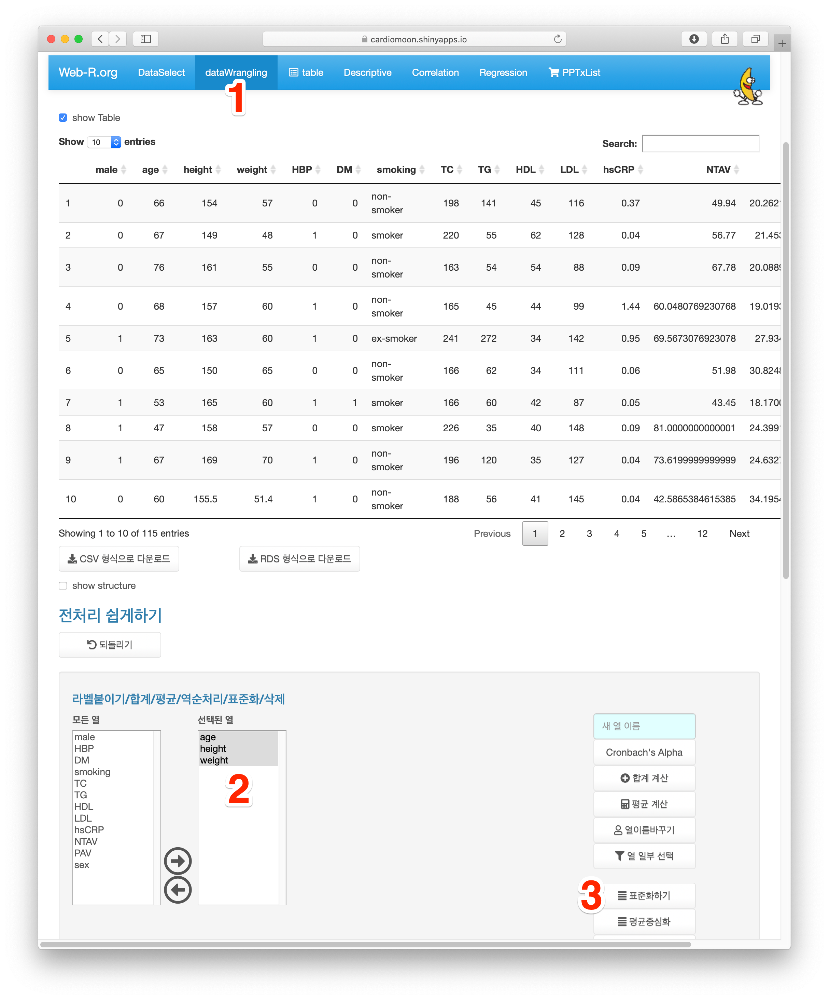 cardiomoon.shinyapps.io
Web-R.org DataSelect dataWrangling table Descriptive Correlation Regression PPTxList
1
show Table
Show 10 entries Search:
male age height weight HBP DM smoking TC TG HDL LDL hsCRP NTAV
1 0 66 154 57 0 0 non-smoker 198 141 45 116 0.37 49.94 20.262
2 0 67 149 48 1 0 smoker 220 55 62 128 0.04 56.77 21.45
3 0 76 161 55 0 0 non-smoker 163 54 54 88 0.09 67.78 20.088
4 0 68 157 60 1 0 non-smoker 165 45 44 99 1.44 60.0480769230768 19.019
5 1 73 163 60 1 0 ex-smoker 241 272 34 142 0.95 69.5673076923078 27.93
6 0 65 150 65 0 0 non-smoker 166 62 34 111 0.06 51.98 30.824
7 1 53 165 60 1 1 smoker 166 60 42 87 0.05 43.45 18.170
8 1 47 158 57 0 0 smoker 226 35 40 148 0.09 81.0000000000001 24.399
9 1 67 169 70 1 0 non-smoker 196 120 35 127 0.04 73.6199999999999 24.632
10 0 60 155.5 51.4 1 0 non-smoker 188 56 41 145 0.04 42.5865384615385 34.195
Showing 1 to 10 of 115 entries Previous 1 2 3 4 5 … 12 Next
CSV 형식으로 다운로드 RDS 형식으로 다운로드
show structure
전처리 쉽게하기
되돌리기
라벨붙이기/합계/평균/역순처리/표준화/삭제
모든 열
male
HBP
DM
smoking
TC
TG
HDL
LDL
hsCRP
NTAV
PAV
sex
선택된 열
age
height
weight
2
새 열 이름
Cronbach's Alpha
합계 계산
평균 계산
열이름바꾸기
열 일부 선택
3 표준화하기
평균중심화